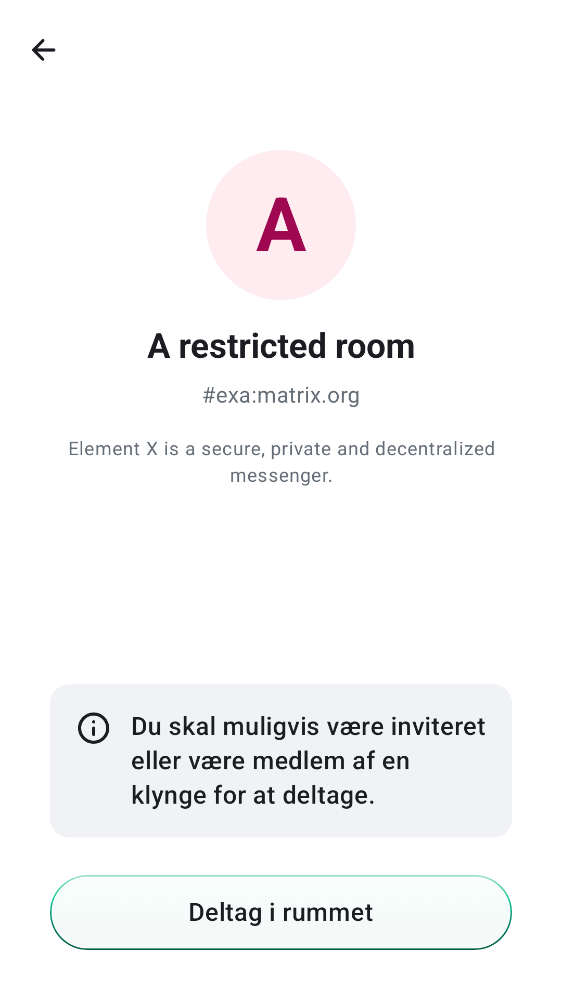 A
A restricted room
#exa:matrix.org
Element X is a secure, private and decentralized
messenger.
Du skal muligvis være inviteret
eller være medlem af en
klynge for at deltage.
Deltag i rummet